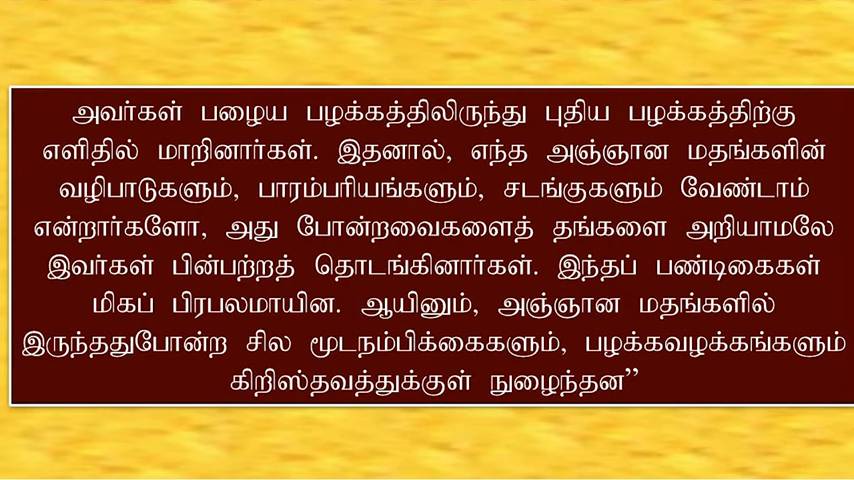 அவர்கள் பழைய பழக்கத்திலிருந்து புதிய பழக்கத்திற்கு
எளிதில் மாறினார்கள். இதனால், எந்த அஞ்ஞான மதங்களின்
வழிபாடுகளும், பாரம்பரியங்களும், சடங்குகளும் வேண்டாம்
என்றார்களோ, அது போன்றவைகளைத் தங்களை அறியாமலே
இவர்கள் பின்பற்றத் தொடங்கினார்கள். இந்தப் பண்டிகைகள்
மிகப் பிரபலமாயின. ஆயினும், அஞ்ஞான மதங்களில்
இருந்ததுபோன்ற சில மூடநம்பிக்கைகளும், பழக்கவழக்கங்களும்
கிறிஸ்தவத்துக்குள் நுழைந்தன”